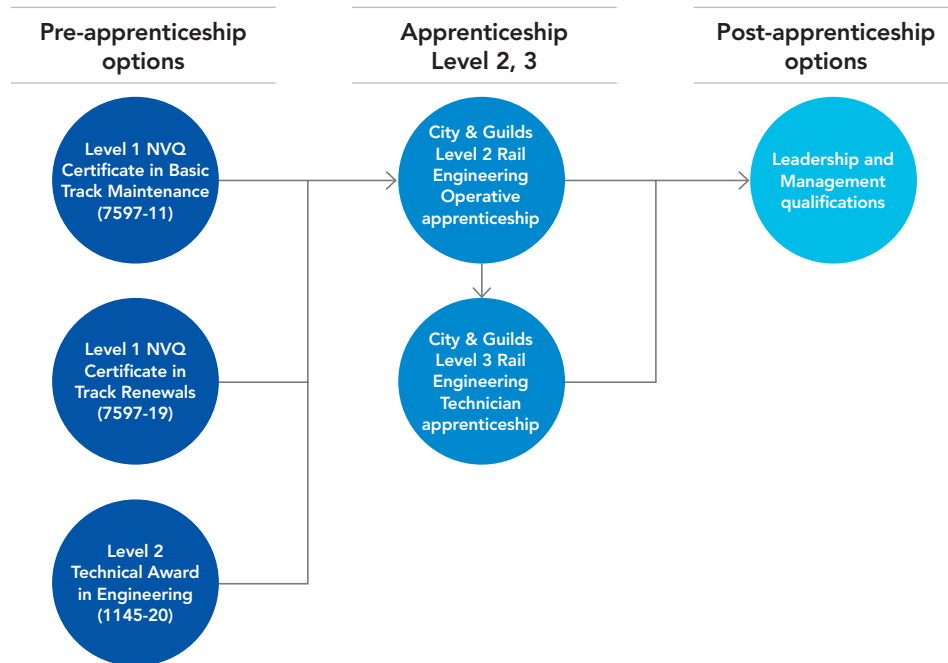 Pre-apprenticeship
options
Apprenticeship
Level 2, 3
Post-apprenticeship
options
Level 1 NVQ
Certificate in Basic
Track Maintenance
(7597-11)
City & Guilds
Level 2 Rail
Engineering
Operative
apprenticeship
Leadership and
Management
qualifications
Level 1 NVQ
Certificate in
Track Renewals
(7597-19)
City & Guilds
Level 3 Rail
Engineering
Technician
apprenticeship
Level 2
Technical Award
in Engineering
(1145-20)